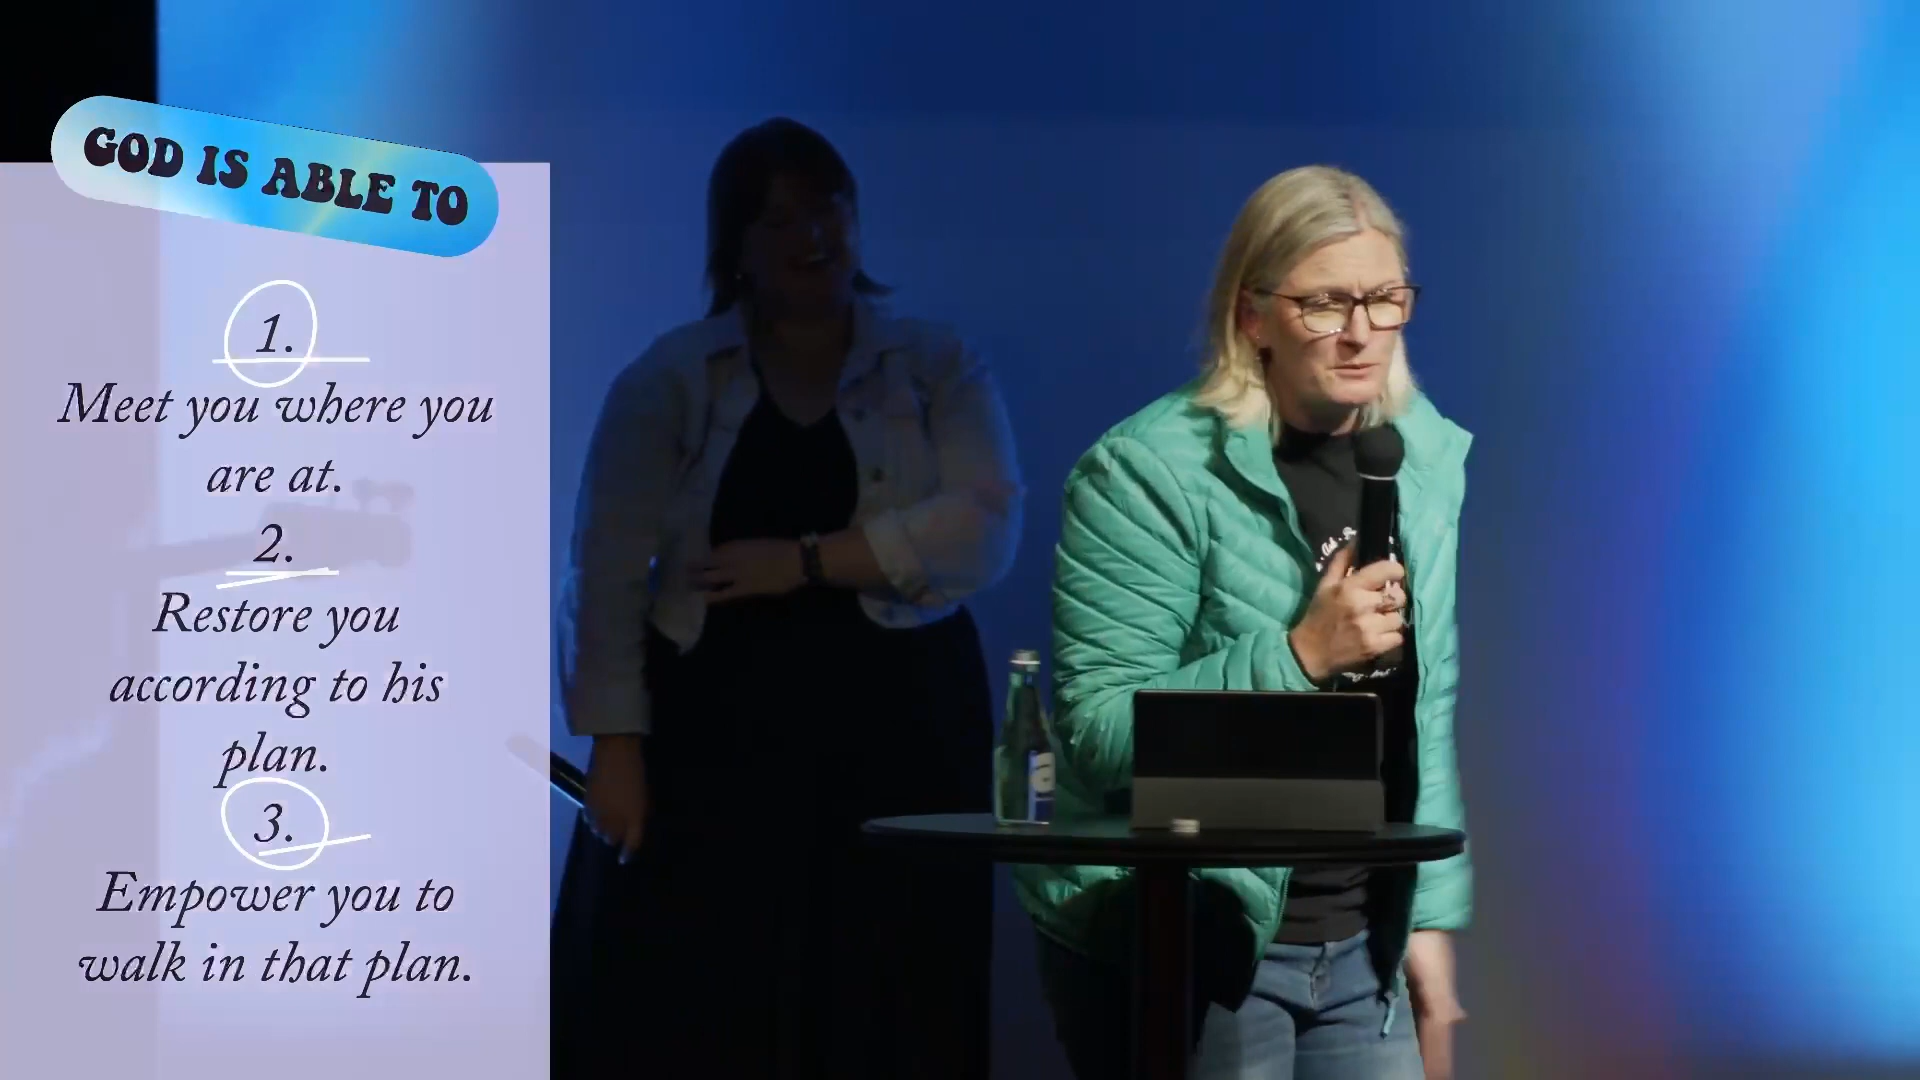 GOD IS ABLE TO
1.
Meet you where you
are at.
2.
Restore you
according to his
plan.
3.
Empower you to
walk in that plan.